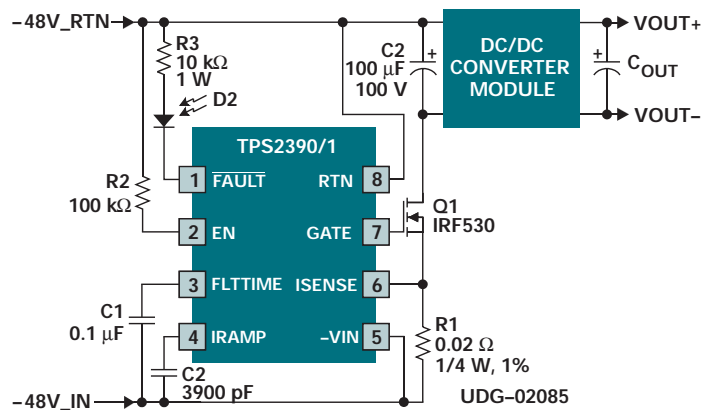 –48V_RTN
R3
10 kΩ
1 W
D2
C2
100 µF
100 V
+
DC/DC
CONVERTER
MODULE
+
COUT
VOUT+
VOUT–
TPS2390/1
R2
100 kΩ
1
FAULT
RTN
8
2
EN
GATE
7
Q1
IRF530
3
FLTTIME
ISENSE
6
C1
0.1 µF
4
IRAMP
–VIN
5
R1
0.02 Ω
1/4 W, 1%
C2
3900 pF
–48V_IN
UDG–02085